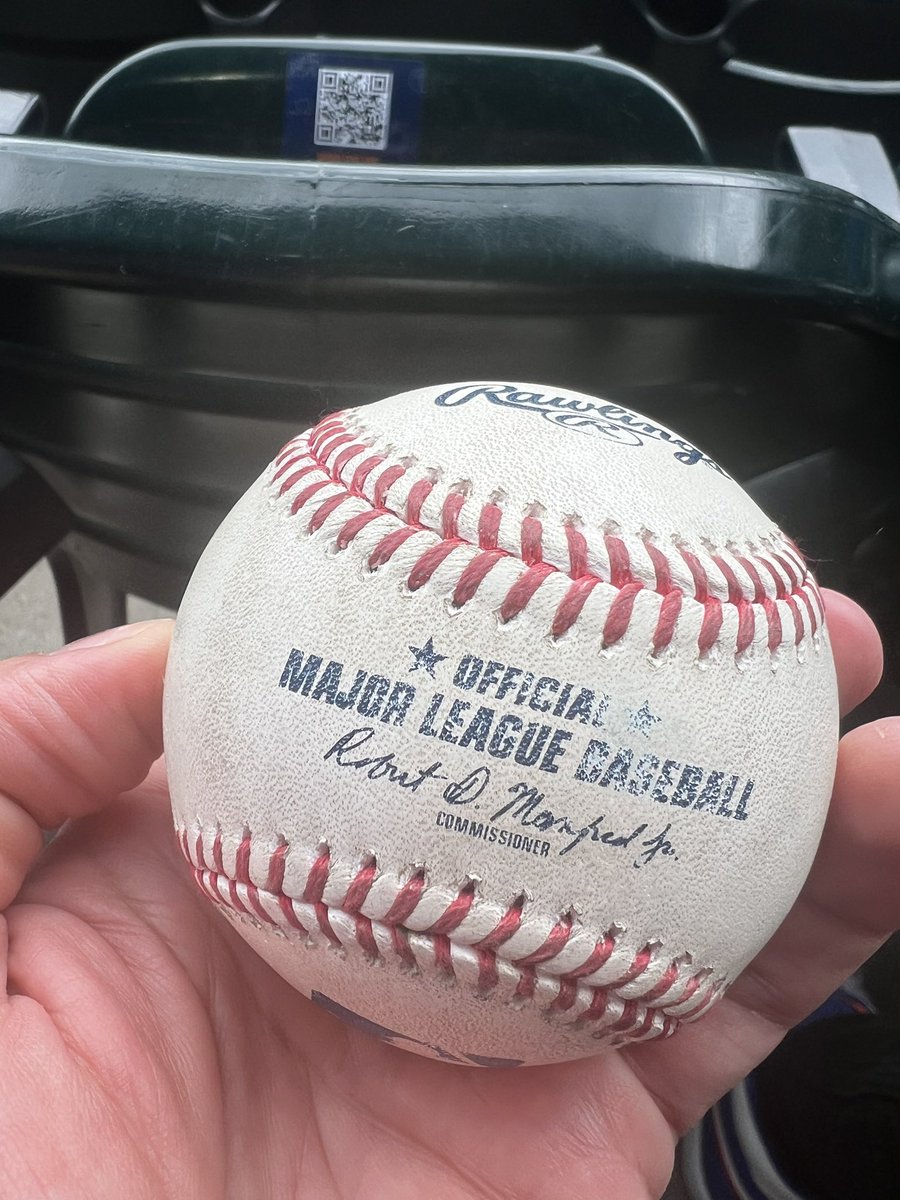 Rawlings
R
OFFICIAL
MAJOR LEAGUE BASEBALL
Robert D. Manfred Jr.
COMMISSIONER